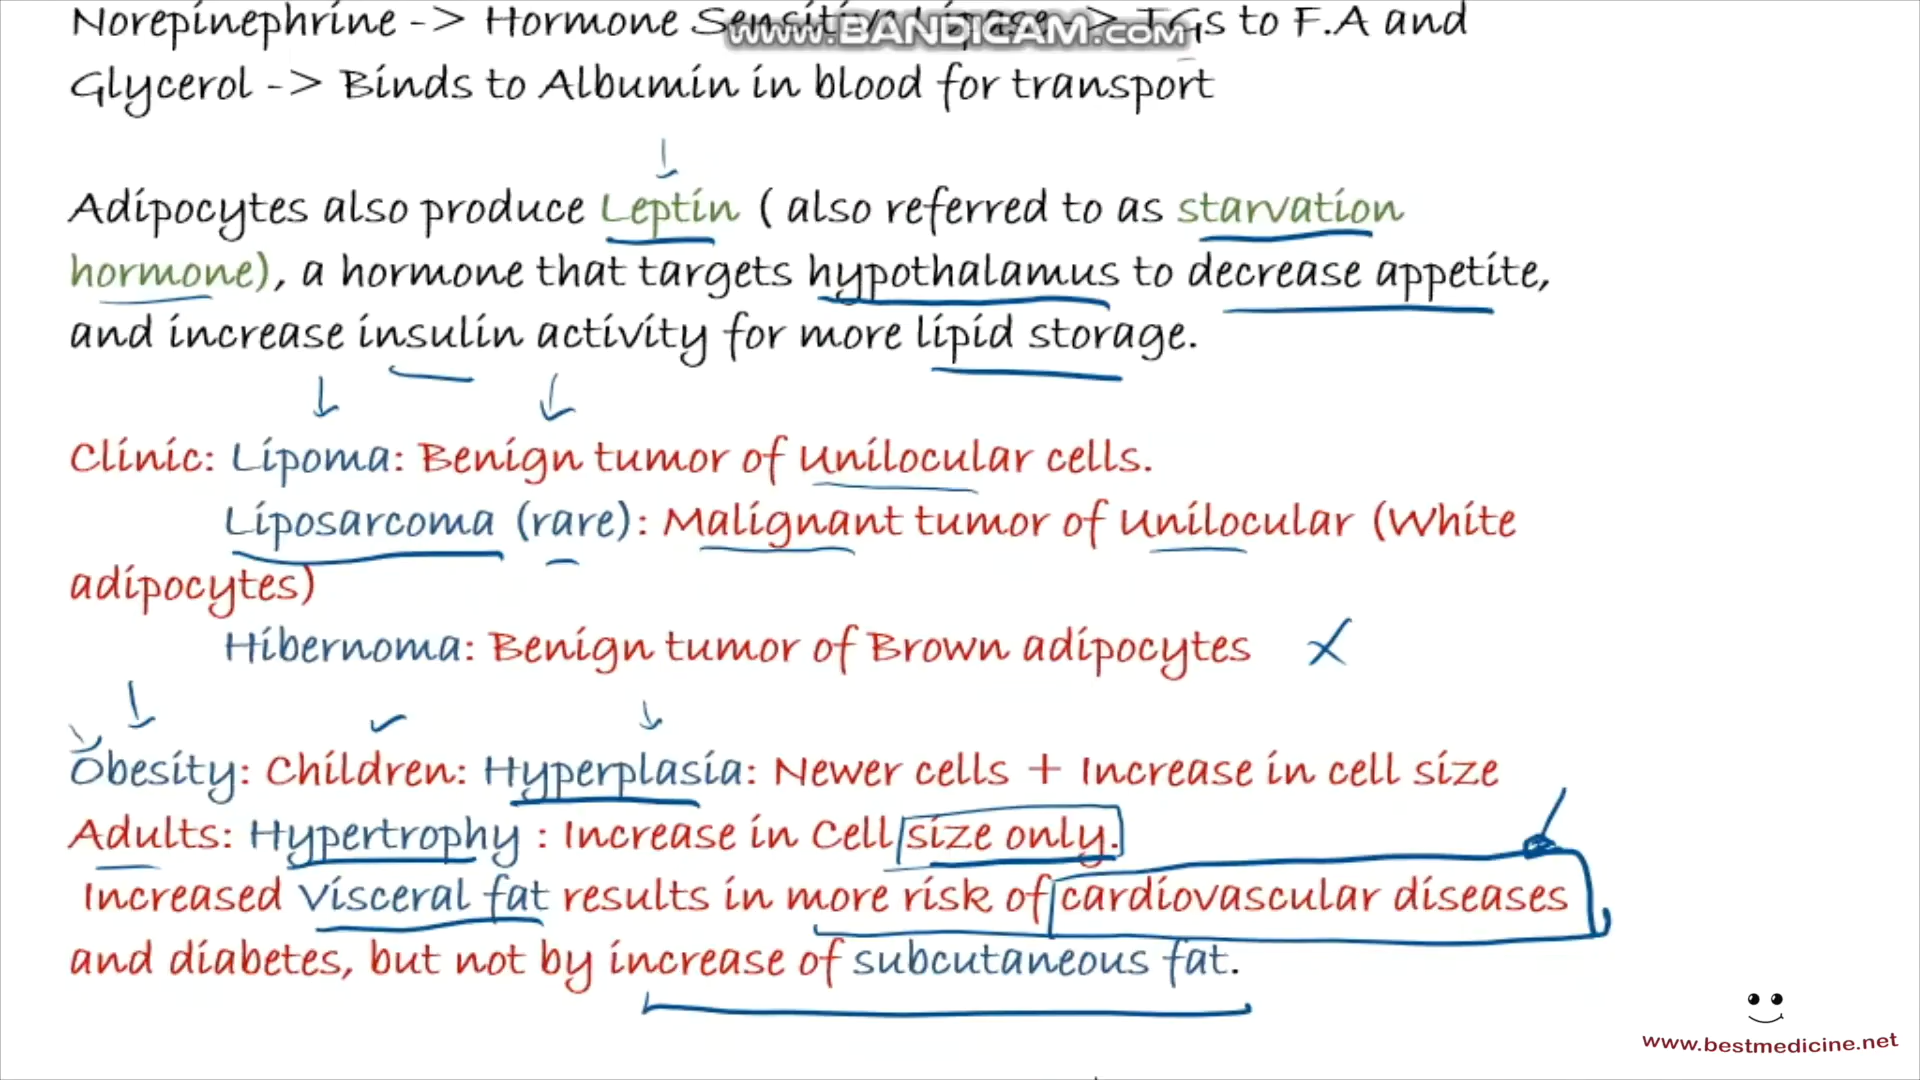 Norepinephrine -> Hormone Sensitive Lipase -> TGs to F.A and
www.BANDICAM.com
Glycerol -> Binds to Albumin in blood for transport
Adipocytes also produce Leptin ( also referred to as starvation
hormone), a hormone that targets hypothalamus to decrease appetite,
and increase insulin activity for more lipid storage.
Clinic: Lipoma: Benign tumor of Unilocular cells.
Liposarcoma (rare): Malignant tumor of Unilocular (White
adipocytes)
Hibernoma: Benign tumor of Brown adipocytes
Obesity: Children: Hyperplasia: Newer cells + Increase in cell size
Adults: Hypertrophy : Increase in Cell size only.
Increased Visceral fat results in more risk of cardiovascular diseases
and diabetes, but not by increase of subcutaneous fat.
www.bestmedicine.net